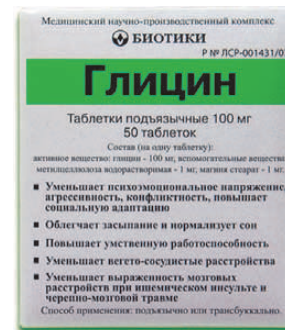 Медицинский научно-производственный комплекс
БИОТИКИ
Р № ЛСР-001431/07
Глицин
Таблетки подъязычные 100 мг
50 таблеток
Состав (на одну таблетку):
активное вещество: глицин - 100 мг, вспомогательные вещества:
метилцеллюлоза водорастворимая - 1 мг, магния стеарат - 1 мг.
■ Уменьшает психоэмоциональное напряжение,
агрессивность, конфликтность, повышает
социальную адаптацию
■ Облегчает засыпание и нормализует сон
■ Повышает умственную работоспособность
■ Уменьшает вегето-сосудистые расстройства
■ Уменьшает выраженность мозговых
расстройств при ишемическом инсульте и
черепно-мозговой травме
Способ применения: подъязычно или трансбуккально.